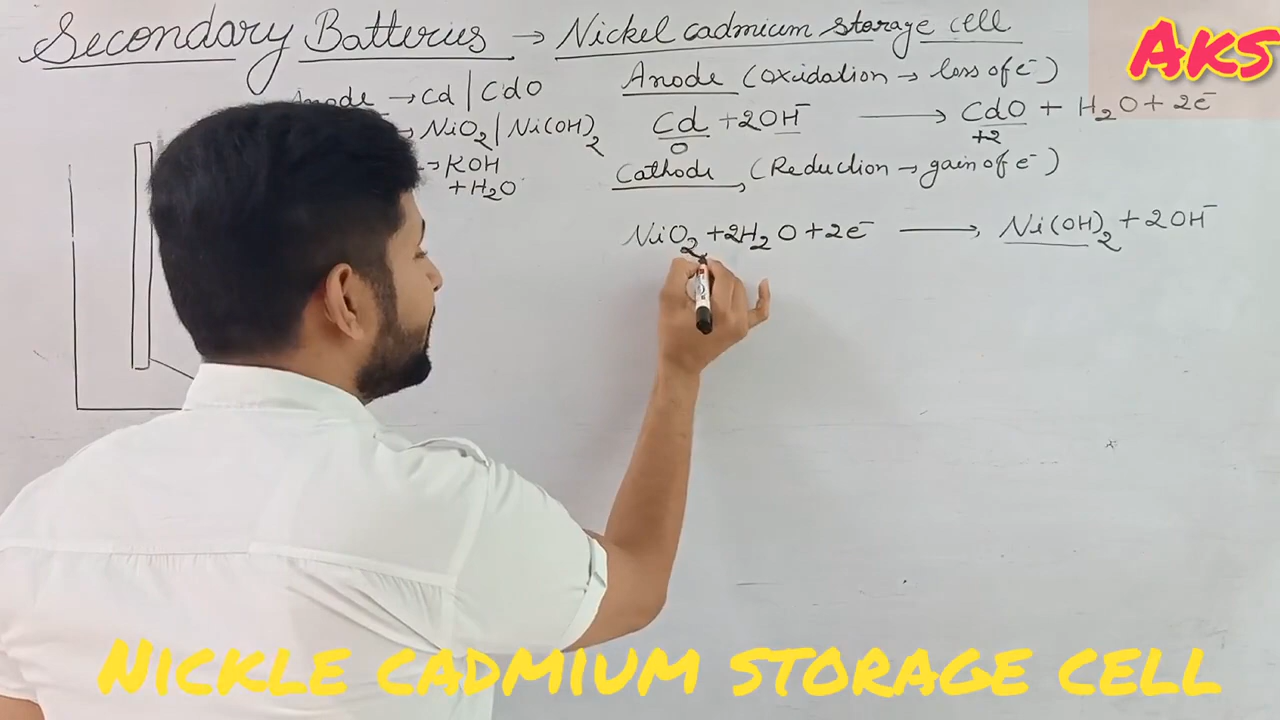 Secondary Batteries → Nickel cadmium storage cell
AKS
Anode → Cd | CdO
→ NiO₂ | Ni(OH)₂
→ KOH
+ H₂O
Anode (Oxidation → loss of e⁻)
Cd + 2OH⁻ → CdO + H₂O + 2e⁻
0
+2
Cathode, (Reduction → gain of e⁻)
NiO₂ + 2H₂O + 2e⁻ → Ni(OH)₂ + 2OH⁻
NICKLE CADMIUM STORAGE CELL